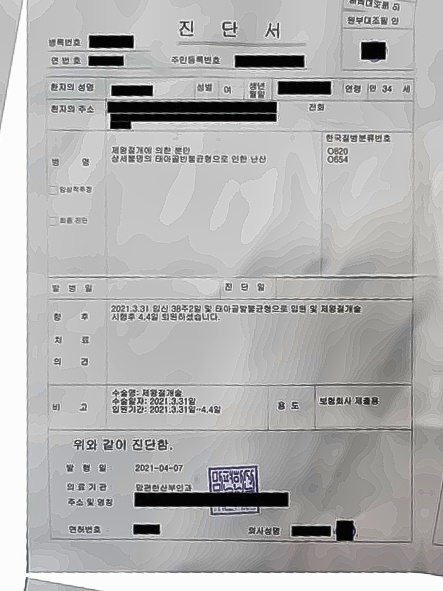 진 단 서
원부대조필 인
병록번호
연 번 호 주민등록번호
환자의 성명 성별 여 생년월일 연령 만 34 세
환자의 주소 전화
병 명
제왕절개에 의한 분만
상세불명의 태아골반불균형으로 인한 난산
한국질병분류번호
O820
O654
임상적추정
최종 진단
발 병 일 진 단 일
향 후 치 료 의 견
2021.3.31 임신 38주2일 및 태아골반불균형으로 입원 및 제왕절개술
시행후 4.4일 퇴원하셨습니다.
비 고
수술명: 제왕절개술
수술일자: 2021.3.31일
입원기간: 2021.3.31일~4.4일
용 도 보험회사 제출용
위와 같이 진단함.
발 행 일 2021-04-07
의 료 기 관 맘편한산부인과
주소 및 명칭
면허번호 의사성명